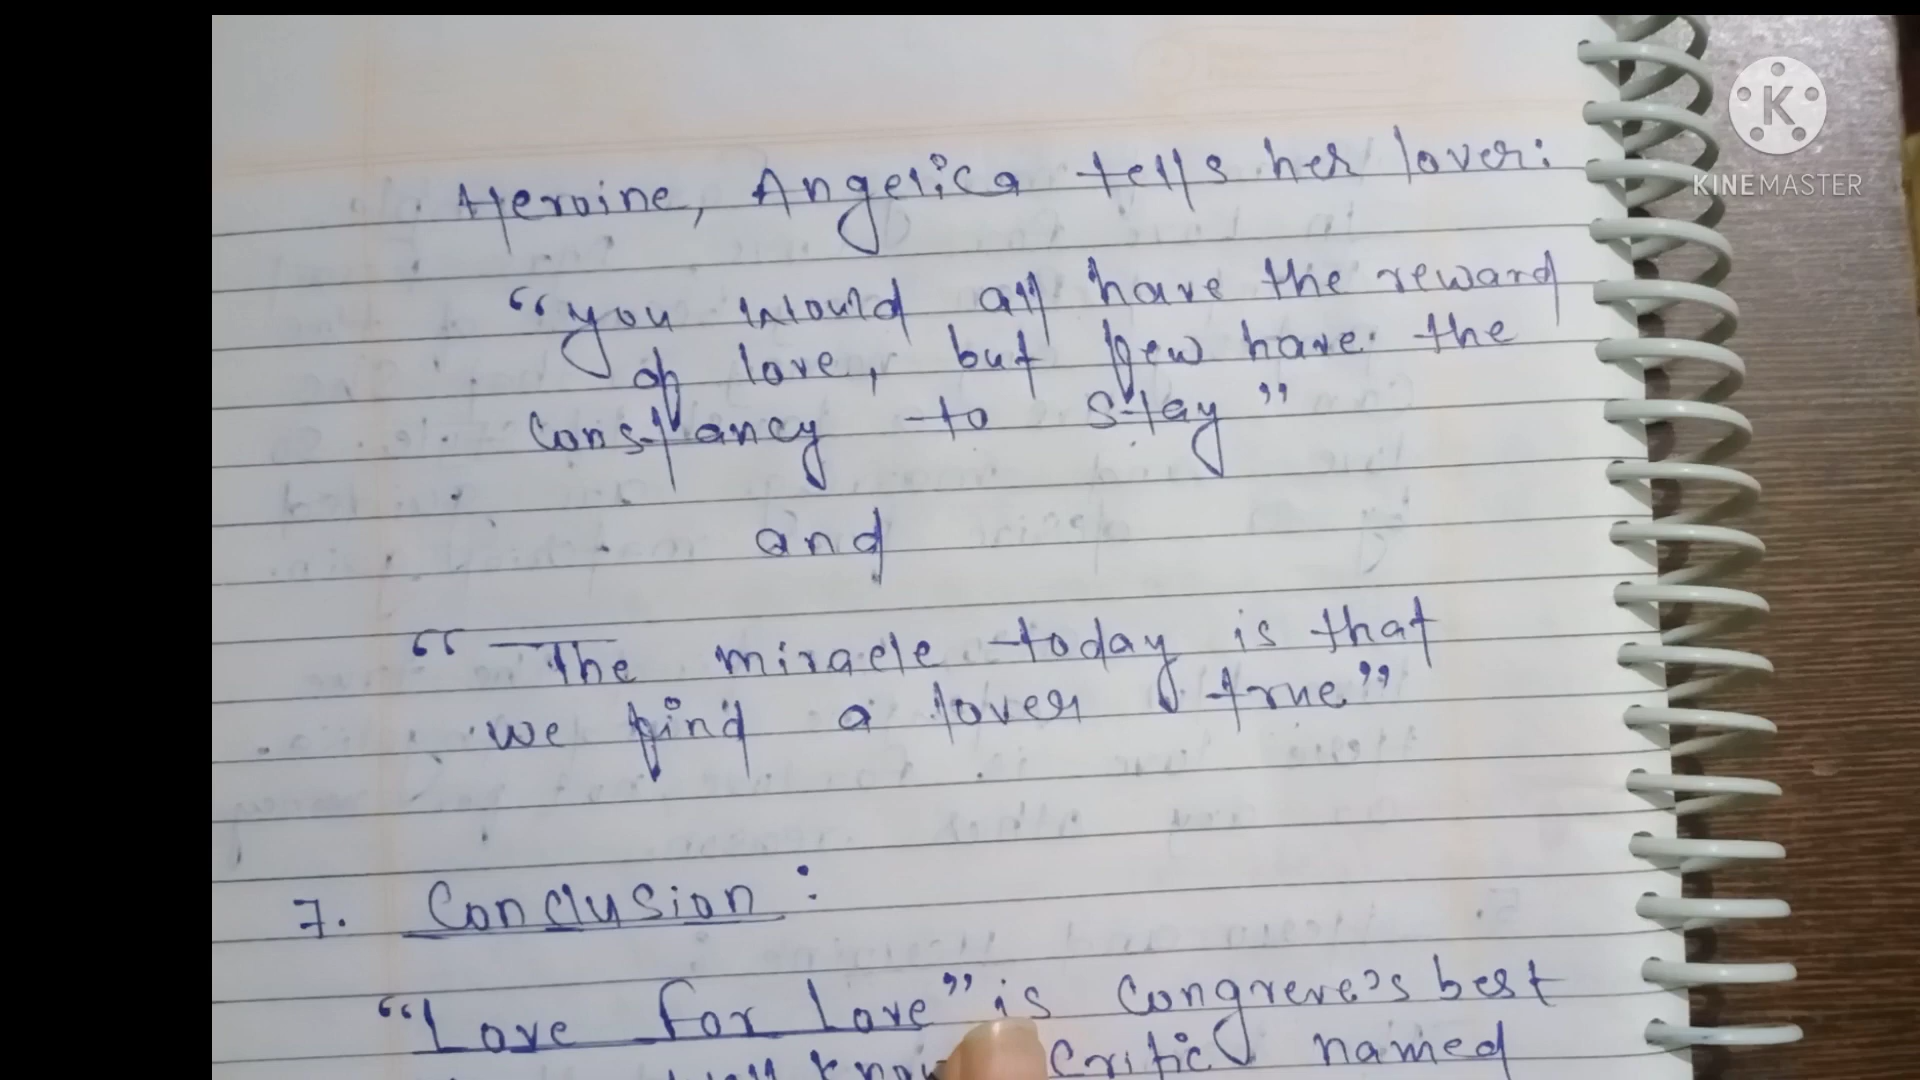 Heroine, Angelica tells her lover:
KINEMASTER
"you would all have the reward
of love, but few have the
constancy to stay"
and
" — The miracle today is that
we find a lover true"
7. Conclusion:
"Love For Love" is Congreve's best
critic named